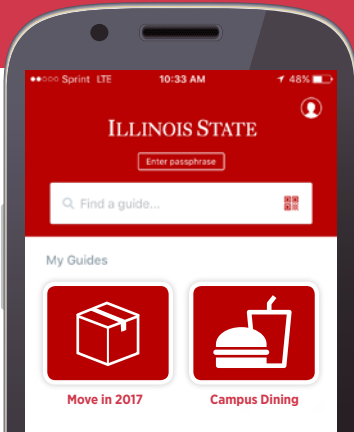 Sprint LTE 10:33 AM 48%
ILLINOIS STATE
Enter passphrase
Find a guide...
My Guides
Move in 2017 Campus Dining